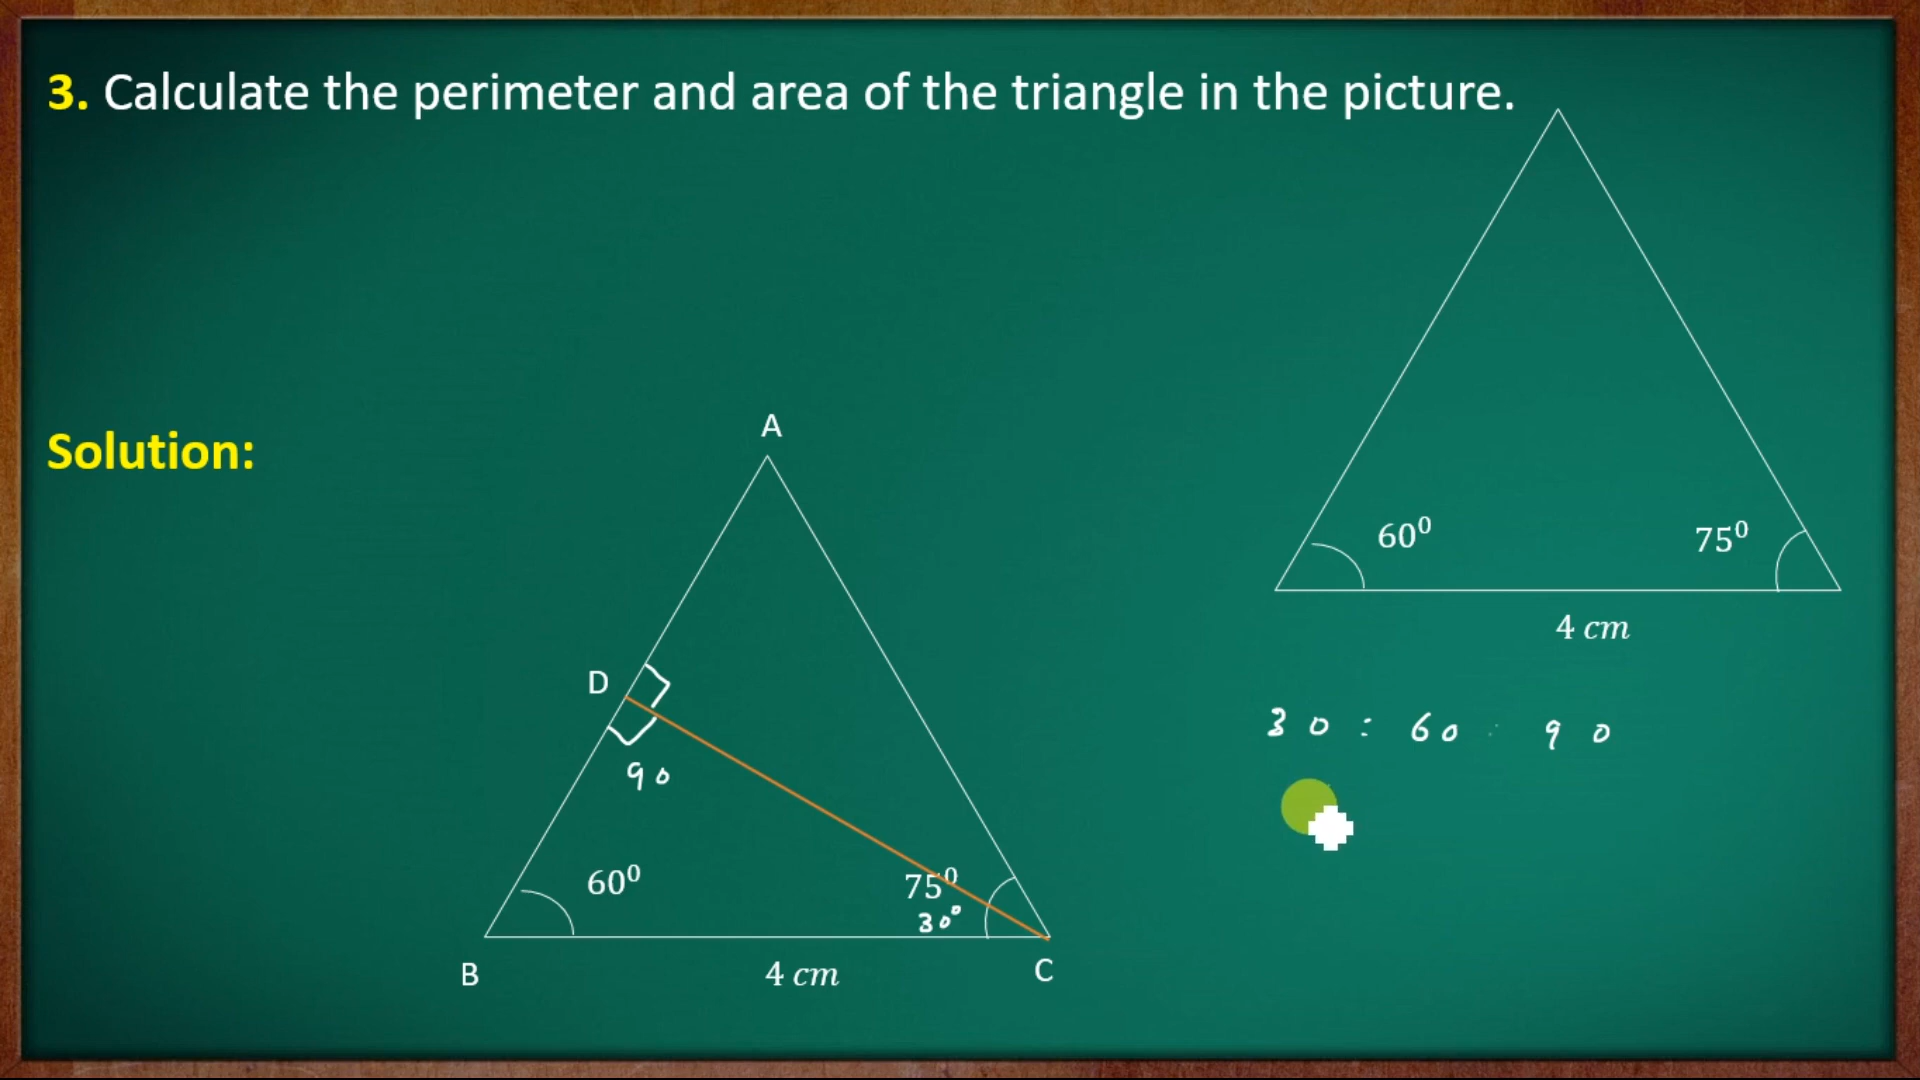 3. Calculate the perimeter and area of the triangle in the picture.
60⁰
75⁰
4 cm
Solution:
A
D
90
60⁰
75⁰
30°
B
4 cm
C
30 : 60 : 90